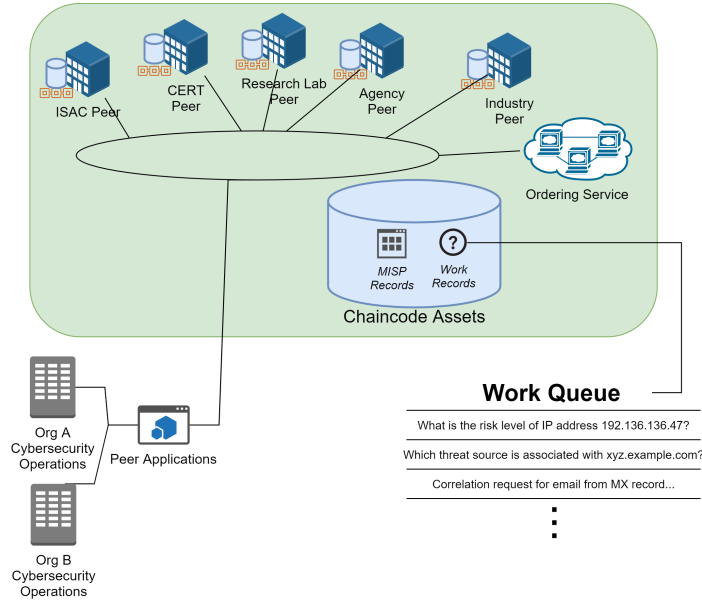 ISAC Peer
CERT
Peer
Research Lab
Peer
Agency
Peer
Industry
Peer
Ordering Service
?
MISP
Records
Work
Records
Chaincode Assets
Org A
Cybersecurity
Operations
Peer Applications
Org B
Cybersecurity
Operations
Work Queue
What is the risk level of IP address 192.136.136.47?
Which threat source is associated with xyz.example.com?
Correlation request for email from MX record...